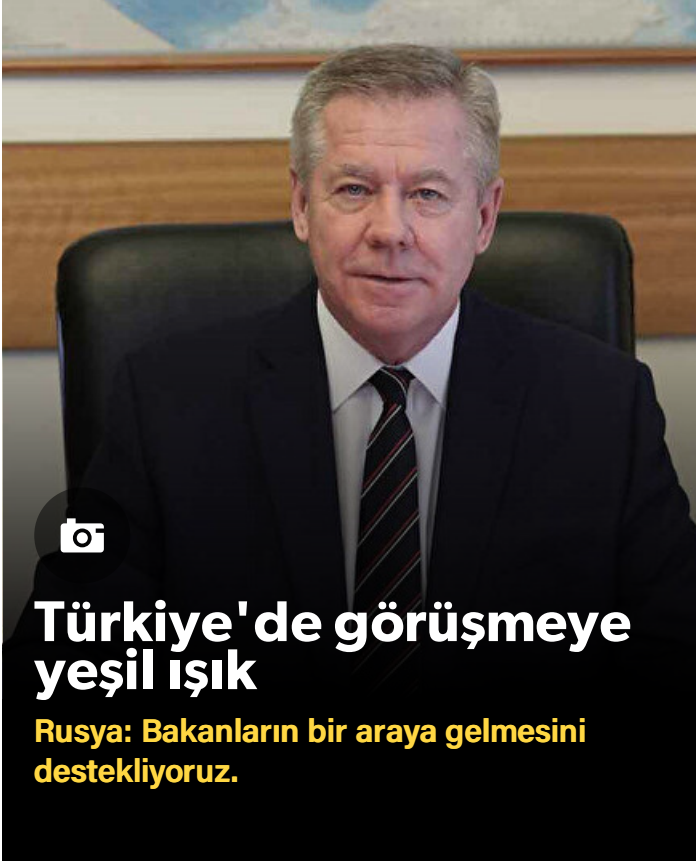 Türkiye'de görüşmeye
yeşil ışık
Rusya: Bakanların bir araya gelmesini
destekliyoruz.